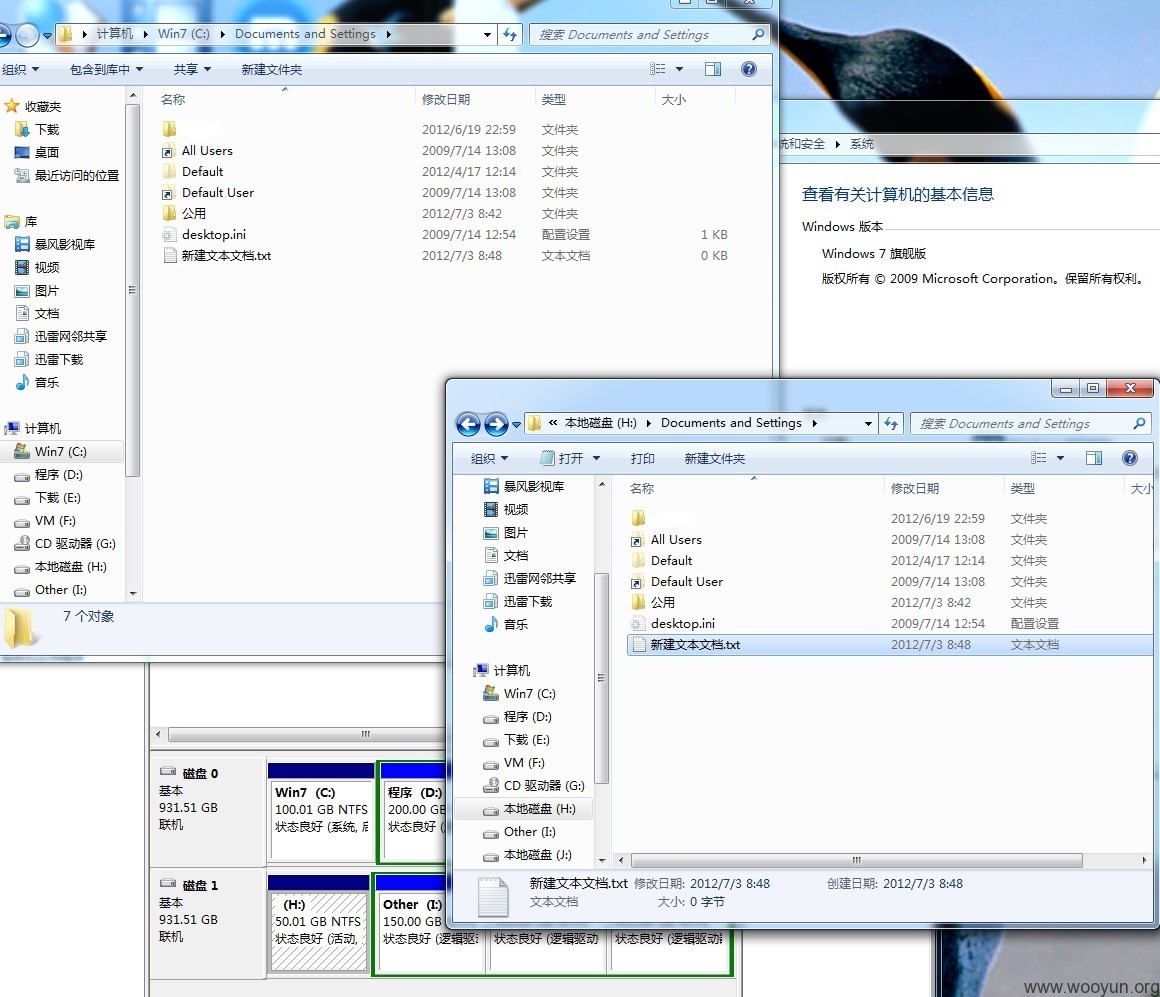 计算机 Win7 (C:) Documents and Settings
搜索 Documents and Settings
组织 包含到库中 共享 新建文件夹
名称 修改日期 类型 大小
2012/6/19 22:59 文件夹
All Users 2009/7/14 13:08 文件夹
Default 2012/4/17 12:14 文件夹
Default User 2009/7/14 13:08 文件夹
公用 2012/7/3 8:42 文件夹
desktop.ini 2009/7/14 12:54 配置设置 1 KB
新建文本文档.txt 2012/7/3 8:48 文本文档 0 KB
收藏夹
下载
桌面
最近访问的位置
库
暴风影视库
视频
图片
文档
迅雷网邻共享
迅雷下载
音乐
计算机
Win7 (C:)
程序 (D:)
下载 (E:)
VM (F:)
CD 驱动器 (G:)
本地磁盘 (H:)
Other (I:)
7 个对象
统和安全 系统
查看有关计算机的基本信息
Windows 版本
Windows 7 旗舰版
版权所有 © 2009 Microsoft Corporation。保留所有权利。
« 本地磁盘 (H:) Documents and Settings
搜索 Documents and Settings
组织 打开 打印 新建文件夹
名称 修改日期 类型 大小
2012/6/19 22:59 文件夹
All Users 2009/7/14 13:08 文件夹
Default 2012/4/17 12:14 文件夹
Default User 2009/7/14 13:08 文件夹
公用 2012/7/3 8:42 文件夹
desktop.ini 2009/7/14 12:54 配置设置
新建文本文档.txt 2012/7/3 8:48 文本文档
暴风影视库
视频
图片
文档
迅雷网邻共享
迅雷下载
音乐
计算机
Win7 (C:)
程序 (D:)
下载 (E:)
VM (F:)
CD 驱动器 (G:)
本地磁盘 (H:)
Other (I:)
本地磁盘 (J:)
新建文本文档.txt 修改日期: 2012/7/3 8:48 创建日期: 2012/7/3 8:48
文本文档 大小: 0 字节
磁盘 0
基本
931.51 GB
联机
Win7 (C:)
100.01 GB NTFS
状态良好 (系统, 启
程序 (D:)
200.00 GB
状态良好 (
磁盘 1
基本
931.51 GB
联机
(H:)
50.01 GB NTFS
状态良好 (活动,
Other (I:)
150.00 GB
状态良好 (逻辑驱
状态良好 (逻辑驱动
状态良好 (逻辑驱动
www.wooyun.org